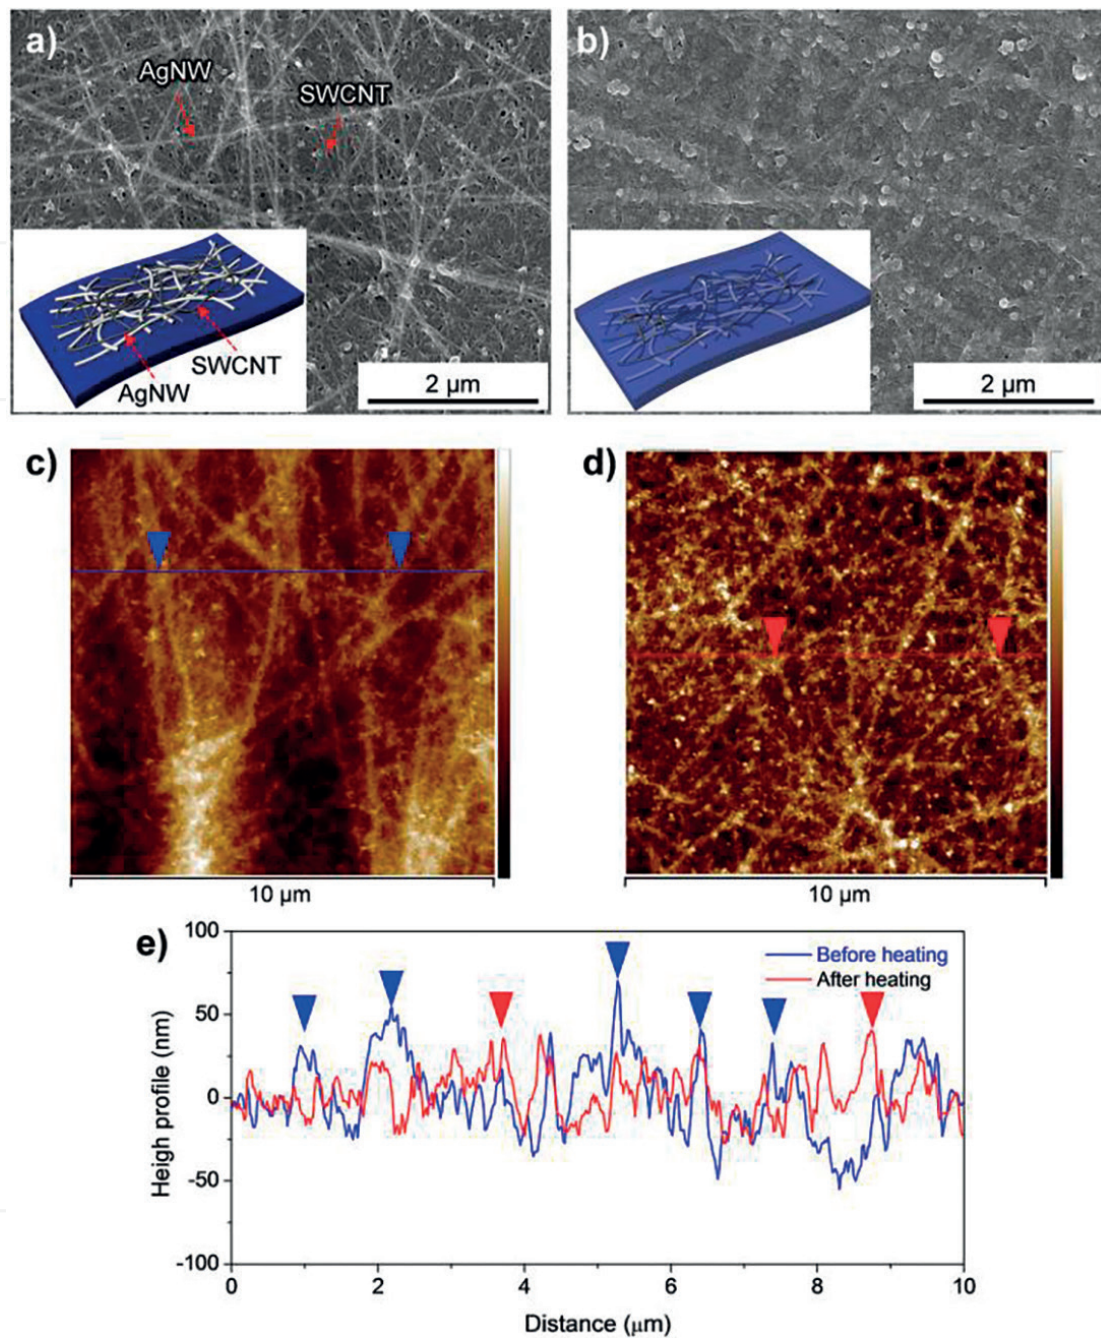 a)
AgNW
SWCNT
SWCNT
AgNW
2 μm
b)
2 μm
c)
10 μm
d)
10 μm
e)
Before heating
After heating
Heigh profile (nm)
100
50
0
-50
-100
0 2 4 6 8 10
Distance (μm)